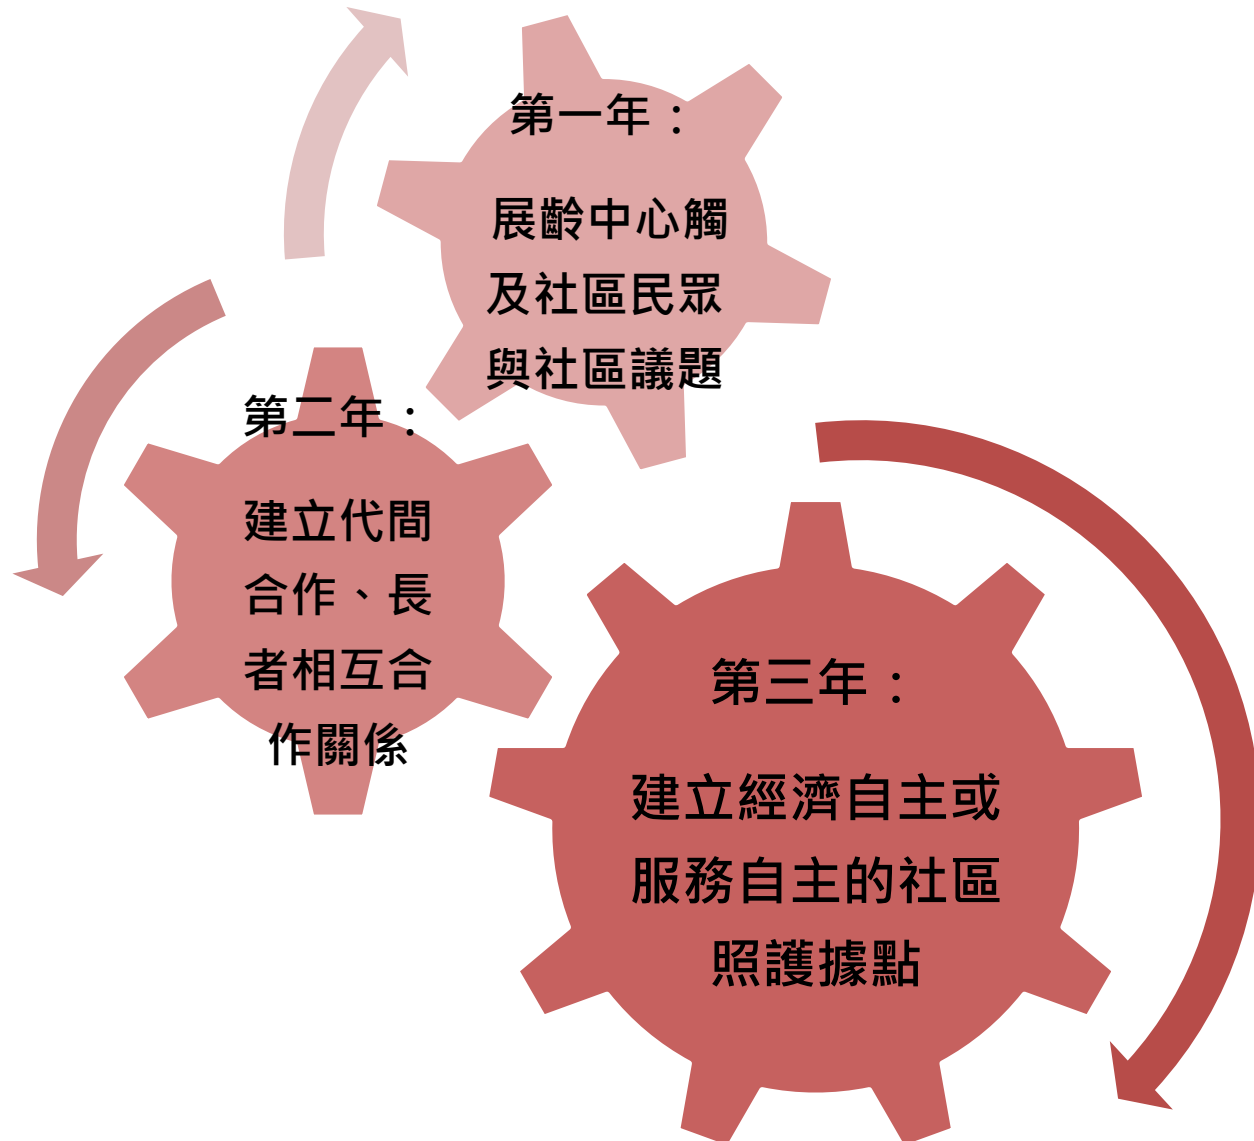 第一年：
展齡中心觸
及社區民眾
與社區議題
第二年：
建立代間
合作、長
者相互合
作關係
第三年：
建立經濟自主或
服務自主的社區
照護據點